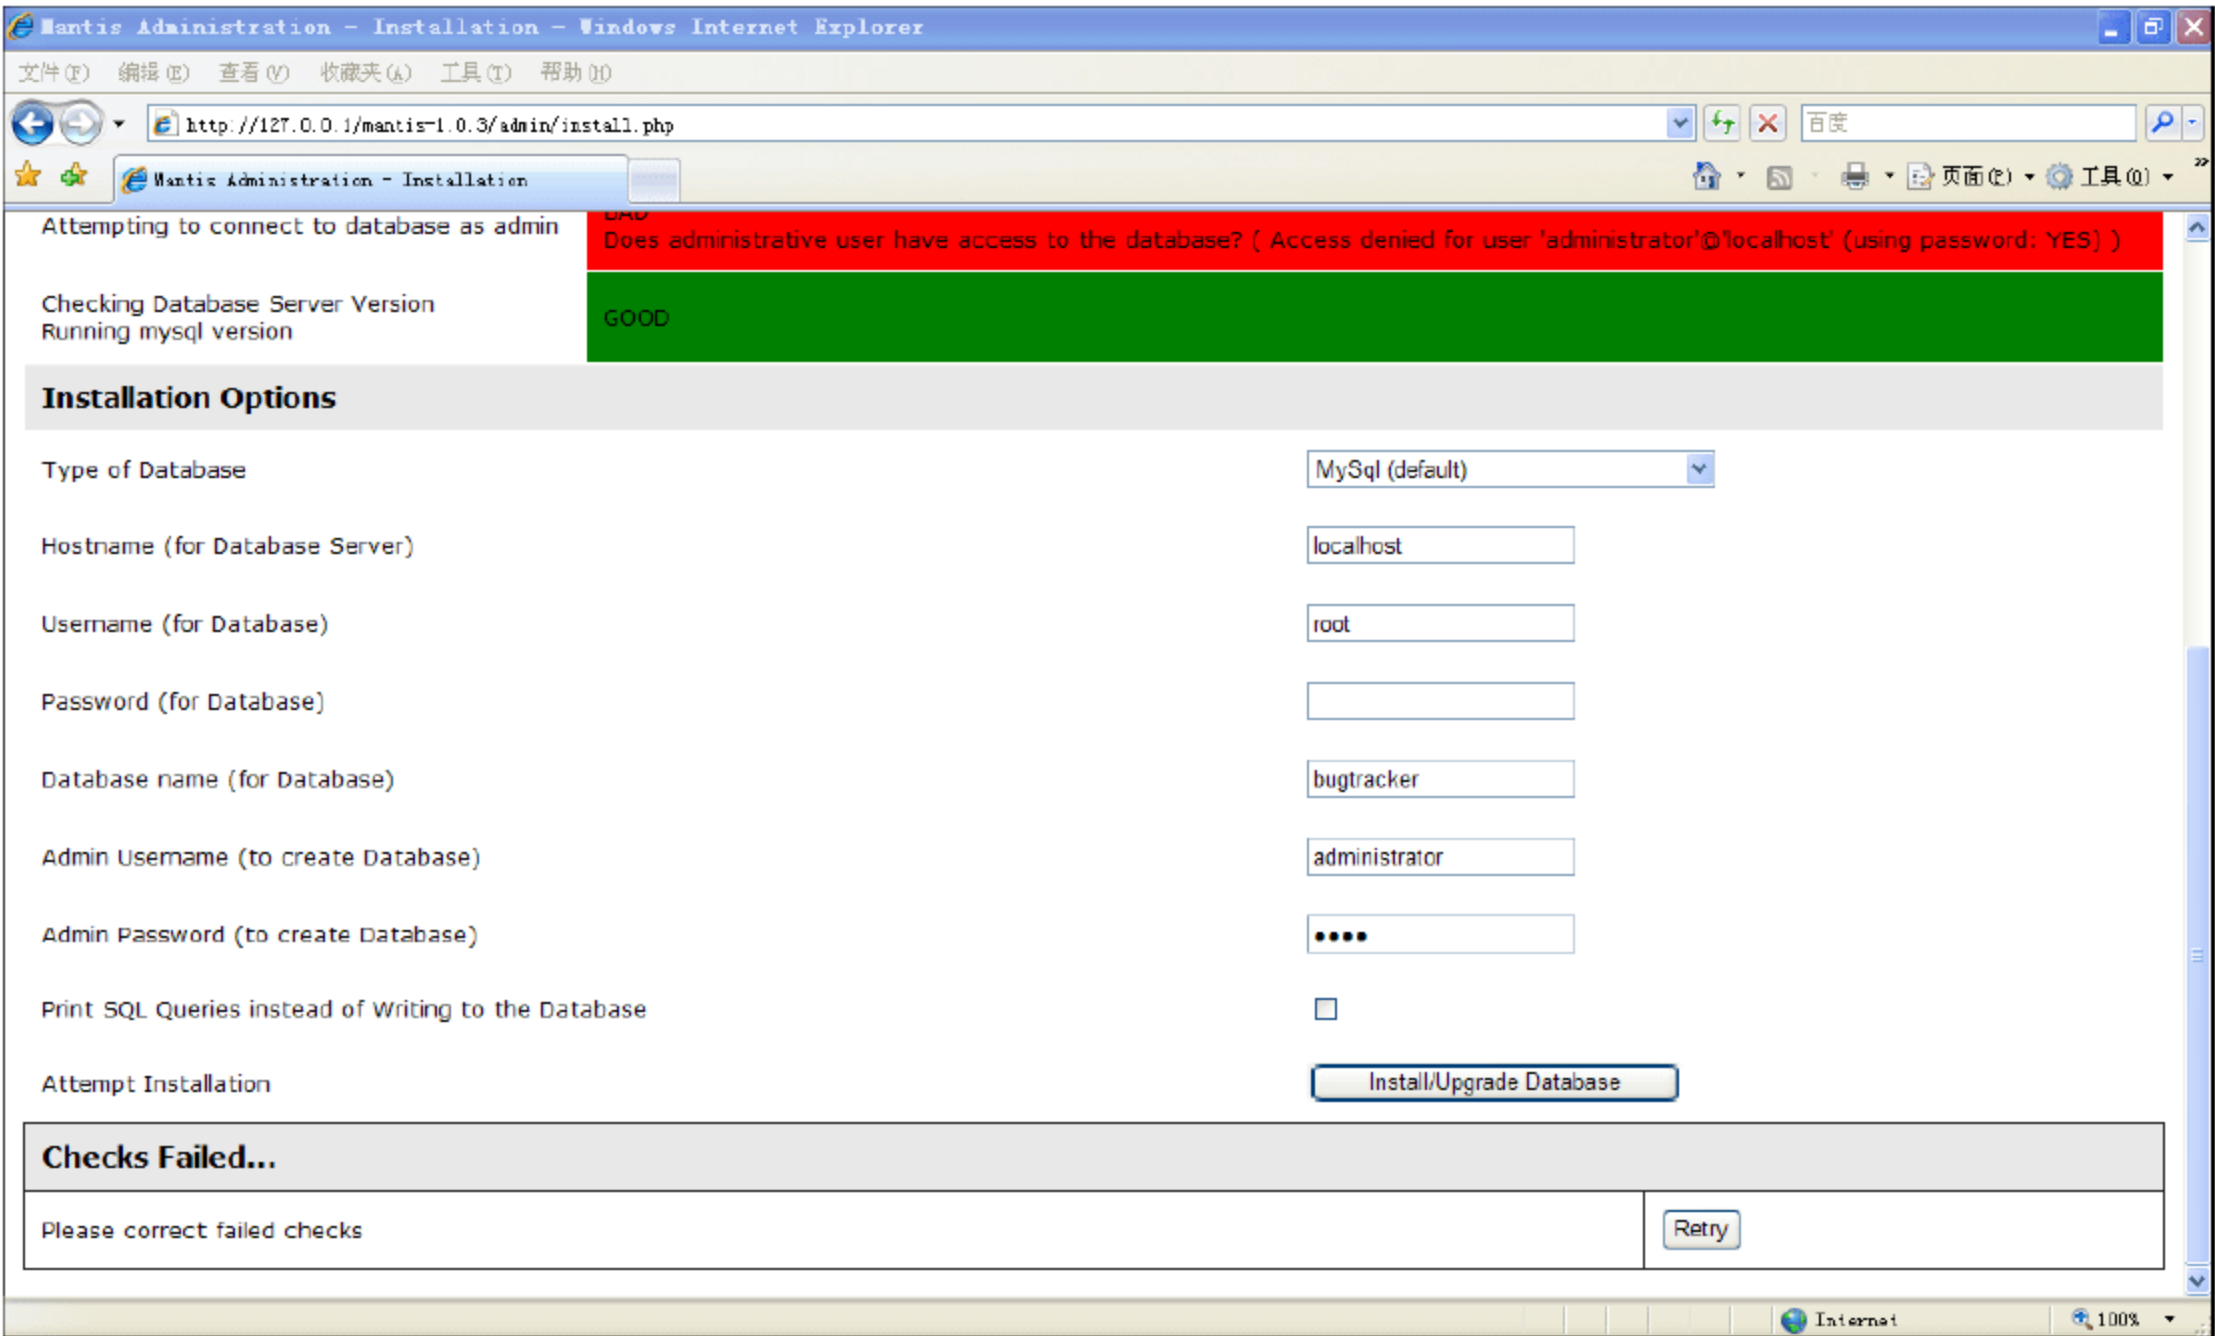 Mantis Administration - Installation - Windows Internet Explorer
文件(F) 编辑(E) 查看(V) 收藏夹(A) 工具(T) 帮助(H)
http://127.0.0.1/mantis-1.0.3/admin/install.php
百度
Mantis Administration - Installation
页面(P) 工具(O)
Attempting to connect to database as admin
BAD
Does administrative user have access to the database? ( Access denied for user 'administrator'@'localhost' (using password: YES) )
Checking Database Server Version
Running mysql version
GOOD
Installation Options
Type of Database
MySql (default)
Hostname (for Database Server)
localhost
Username (for Database)
root
Password (for Database)
Database name (for Database)
bugtracker
Admin Username (to create Database)
administrator
Admin Password (to create Database)
••••
Print SQL Queries instead of Writing to the Database
Attempt Installation
Install/Upgrade Database
Checks Failed...
Please correct failed checks
Retry
Internet
100%